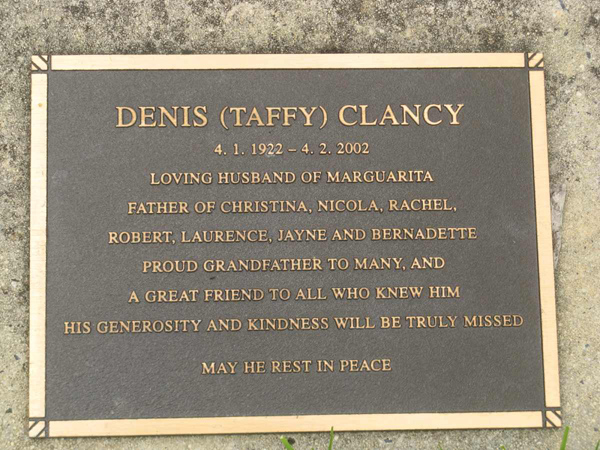 DENIS (TAFFY) CLANCY
4. 1. 1922 – 4. 2. 2002
LOVING HUSBAND OF MARGUARITA
FATHER OF CHRISTINA, NICOLA, RACHEL,
ROBERT, LAURENCE, JAYNE AND BERNADETTE
PROUD GRANDFATHER TO MANY, AND
A GREAT FRIEND TO ALL WHO KNEW HIM
HIS GENEROSITY AND KINDNESS WILL BE TRULY MISSED
MAY HE REST IN PEACE